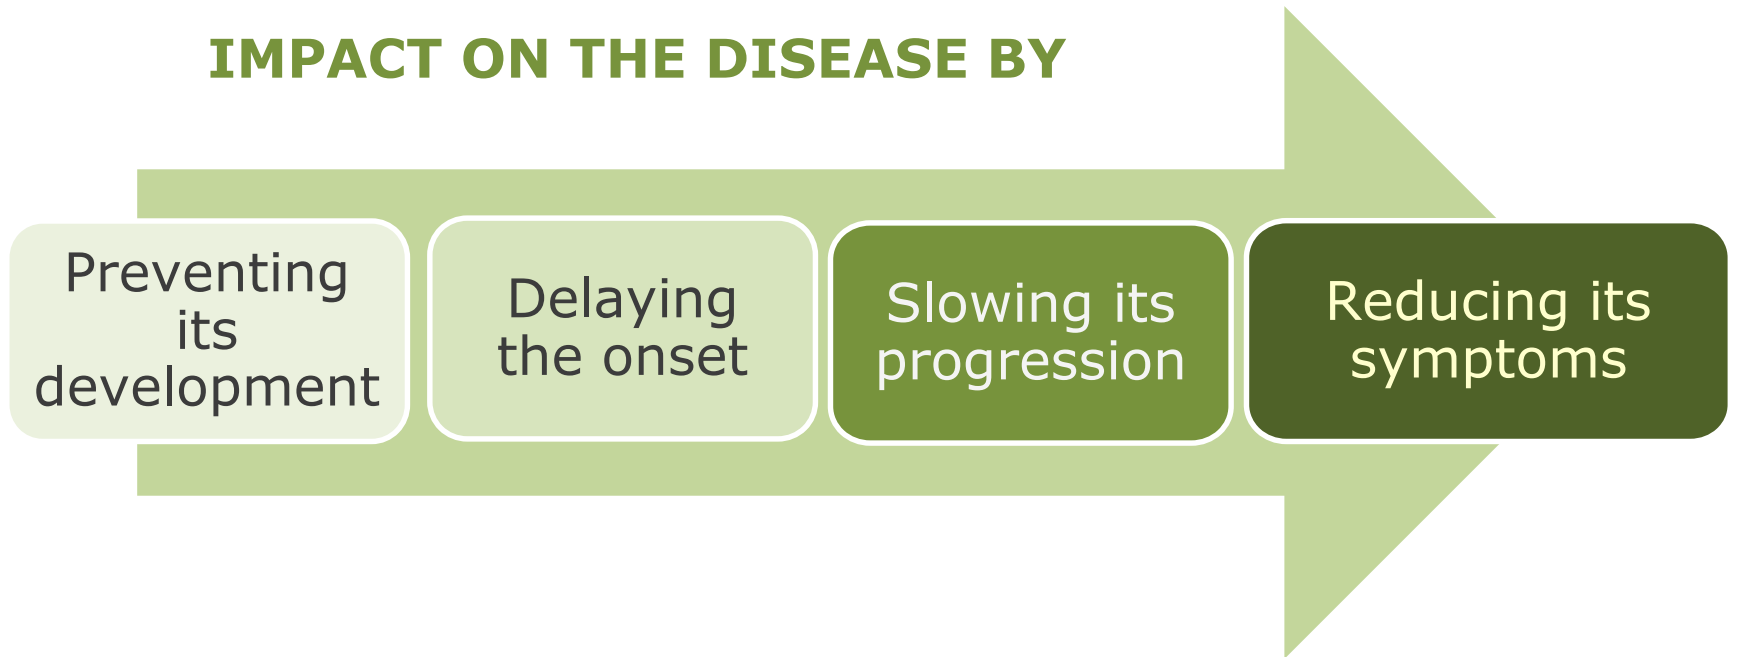 IMPACT ON THE DISEASE BY
Preventing
its
development
Delaying
the onset
Slowing its
progression
Reducing its
symptoms